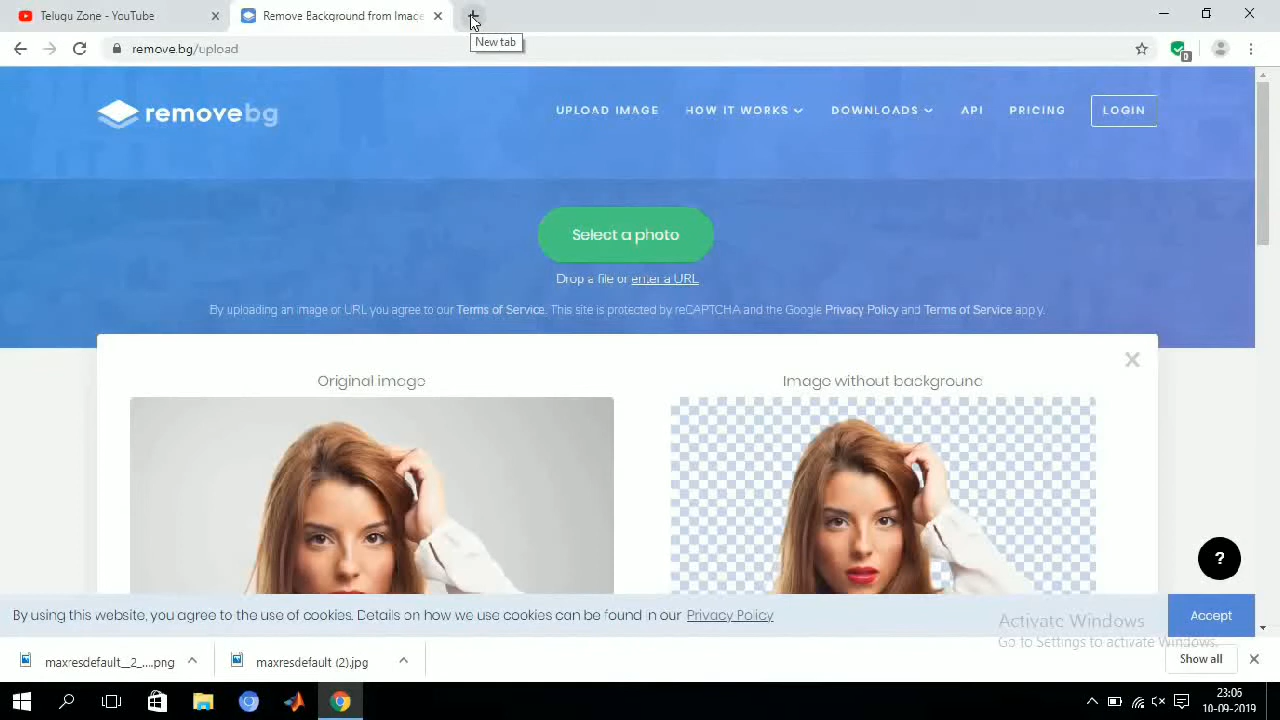 Telugu Zone - YouTube
Remove Background from Image
New tab
remove.bg/upload
0
removebg
UPLOAD IMAGE
HOW IT WORKS
DOWNLOADS
API
PRICING
LOGIN
Select a photo
Drop a file or enter a URL
By uploading an image or URL you agree to our Terms of Service. This site is protected by reCAPTCHA and the Google Privacy Policy and Terms of Service apply.
Original image
Image without background
?
By using this website, you agree to the use of cookies. Details on how we use cookies can be found in our Privacy Policy
Accept
Activate Windows
Go to Settings to activate Windows.
maxresdefault__2_....png
maxresdefault (2).jpg
Show all
23:06
10-09-2019